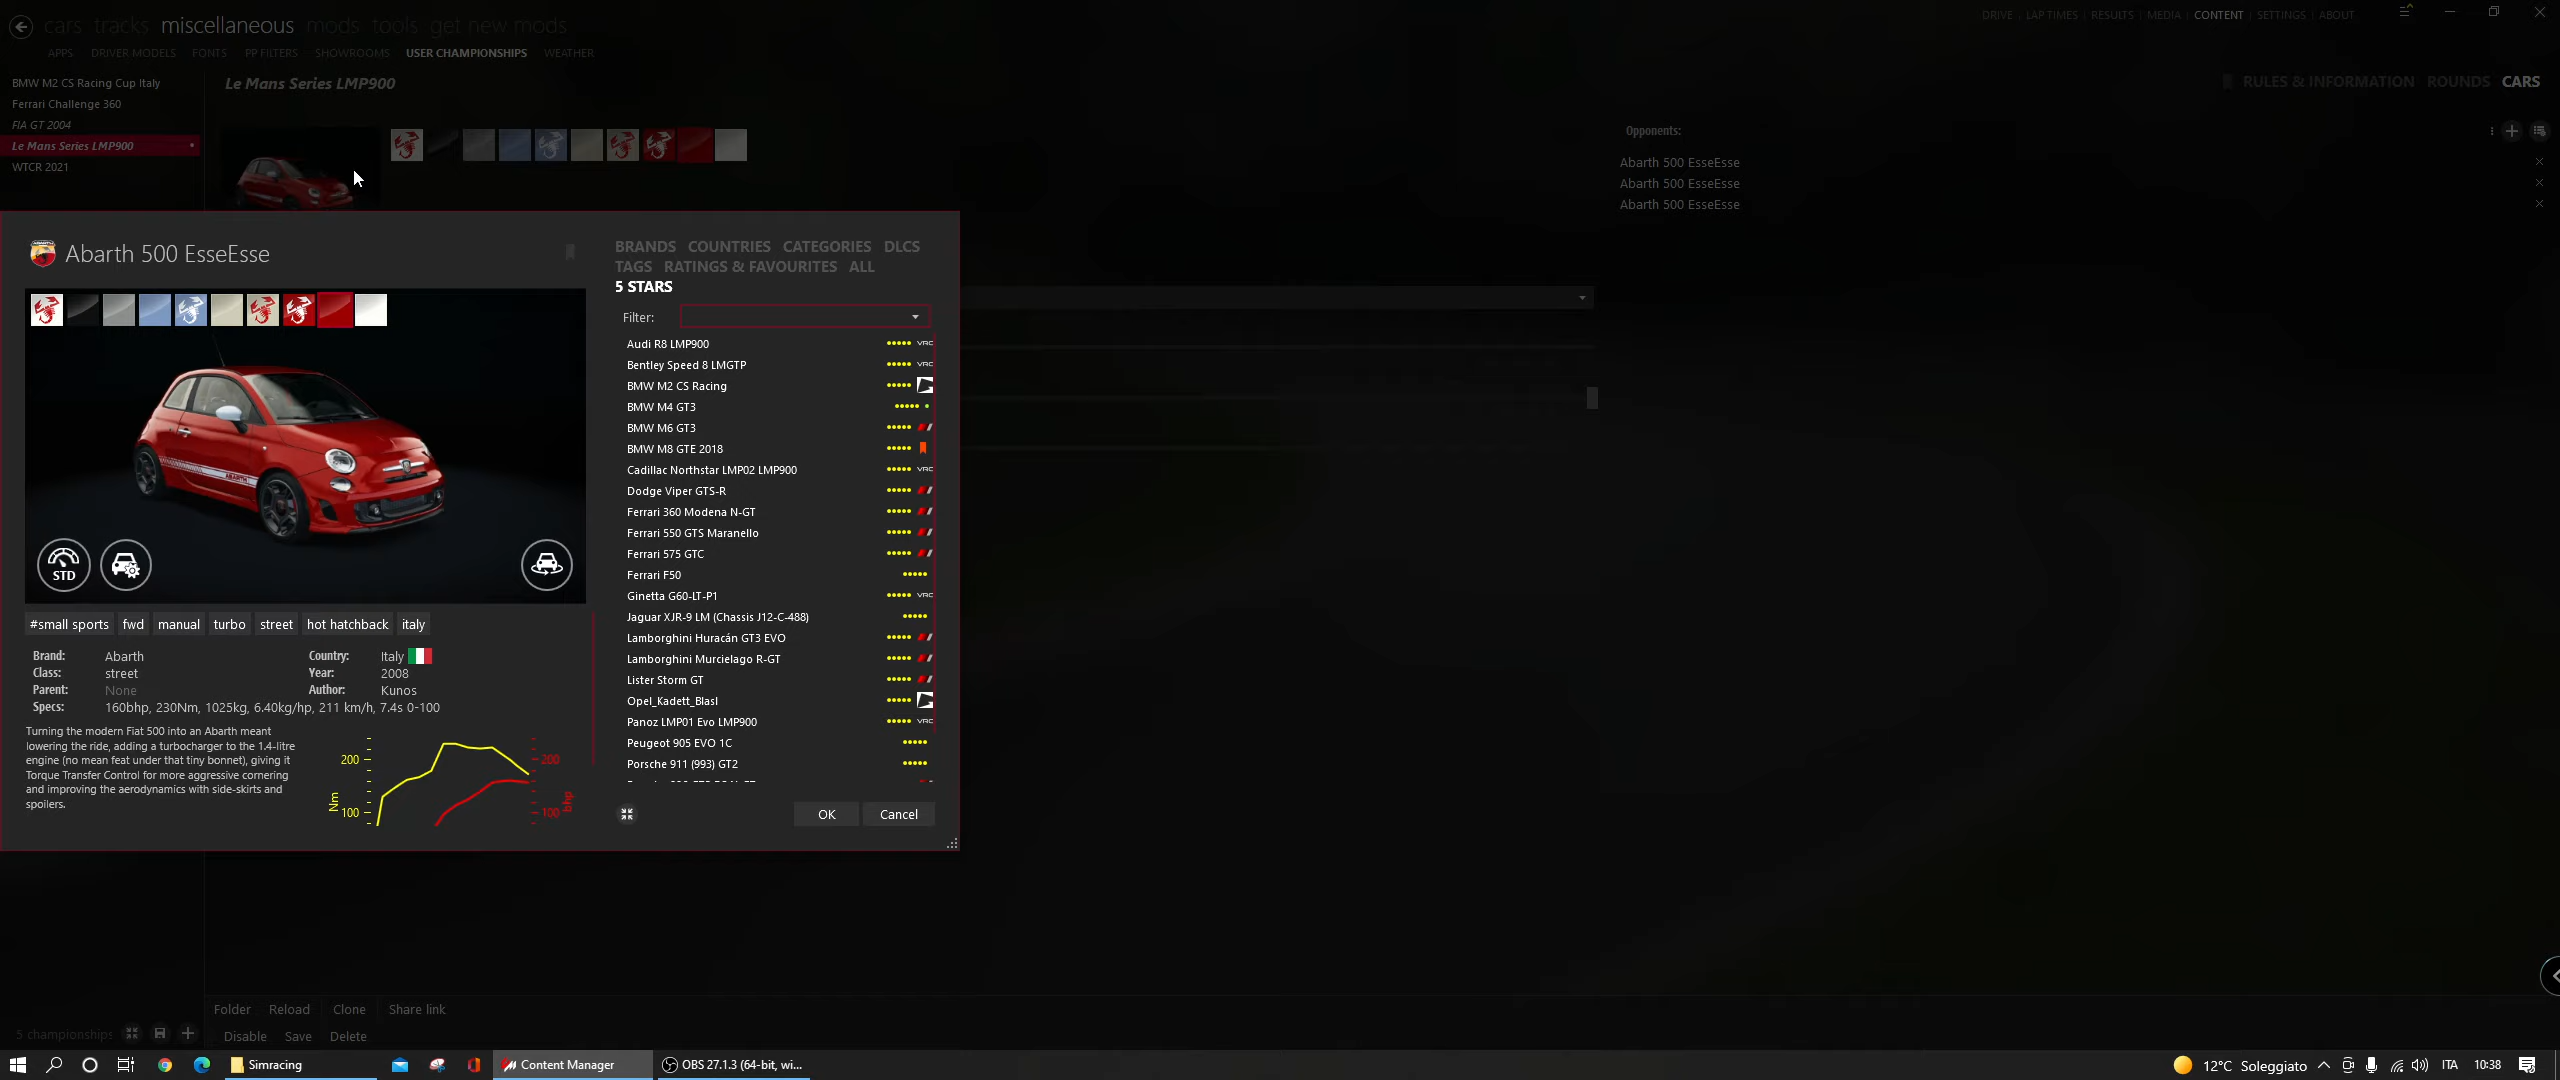 cars tracks miscellaneous mods tools get new mods
DRIVE LAP TIMES RESULTS MEDIA CONTENT SETTINGS ABOUT
APPS DRIVER MODELS FONTS PP FILTERS SHOWROOMS USER CHAMPIONSHIPS WEATHER
BMW M2 CS Racing Cup Italy
Ferrari Challenge 360
FIA GT 2004
Le Mans Series LMP900
WTCR 2021
Le Mans Series LMP900
RULES & INFORMATION ROUNDS CARS
Opponents:
Abarth 500 EsseEsse
Abarth 500 EsseEsse
Abarth 500 EsseEsse
Abarth 500 EsseEsse
STD
#small sports fwd manual turbo street hot hatchback italy
Brand: Abarth Country: Italy
Class: street Year: 2008
Parent: None Author: Kunos
Specs: 160bhp, 230Nm, 1025kg, 6.40kg/hp, 211 km/h, 7.4s 0-100
Turning the modern Fiat 500 into an Abarth meant
lowering the ride, adding a turbocharger to the 1.4-litre
engine (no mean feat under that tiny bonnet), giving it
Torque Transfer Control for more aggressive cornering
and improving the aerodynamics with side-skirts and
spoilers.
200 200
Nm 100 100 bhp
BRANDS COUNTRIES CATEGORIES DLCS
TAGS RATINGS & FAVOURITES ALL
5 STARS
Filter:
Audi R8 LMP900 VRC
Bentley Speed 8 LMGTP VRC
BMW M2 CS Racing
BMW M4 GT3
BMW M6 GT3
BMW M8 GTE 2018
Cadillac Northstar LMP02 LMP900 VRC
Dodge Viper GTS-R
Ferrari 360 Modena N-GT
Ferrari 550 GTS Maranello
Ferrari 575 GTC
Ferrari F50
Ginetta G60-LT-P1 VRC
Jaguar XJR-9 LM (Chassis J12-C-488)
Lamborghini Huracán GT3 EVO
Lamborghini Murcielago R-GT
Lister Storm GT
Opel_Kadett_Blasl
Panoz LMP01 Evo LMP900 VRC
Peugeot 905 EVO 1C
Porsche 911 (993) GT2
OK Cancel
Folder Reload Clone Share link
5 championships
Disable Save Delete
Simracing Content Manager OBS 27.1.3 (64-bit, wi...
12°C Soleggiato ITA 10:38